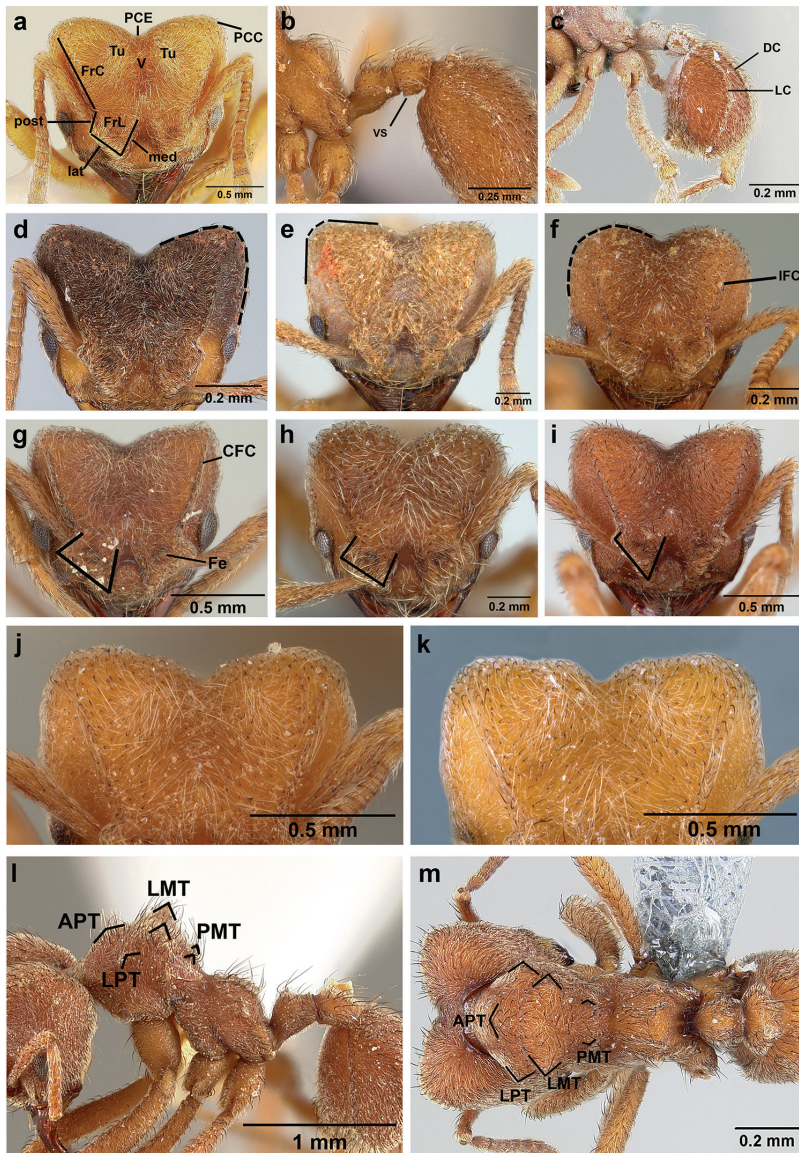 a
PCE
PCC
Tu
Tu
V
FrC
post
FrL
lat
med
0.5 mm
b
vs
0.25 mm
c
DC
LC
0.2 mm
d
0.2 mm
e
0.2 mm
f
IFC
0.2 mm
g
CFC
Fe
0.5 mm
h
0.2 mm
i
0.5 mm
j
0.5 mm
k
0.5 mm
l
LMT
APT
PMT
LPT
1 mm
m
APT
PMT
LPT
LMT
0.2 mm